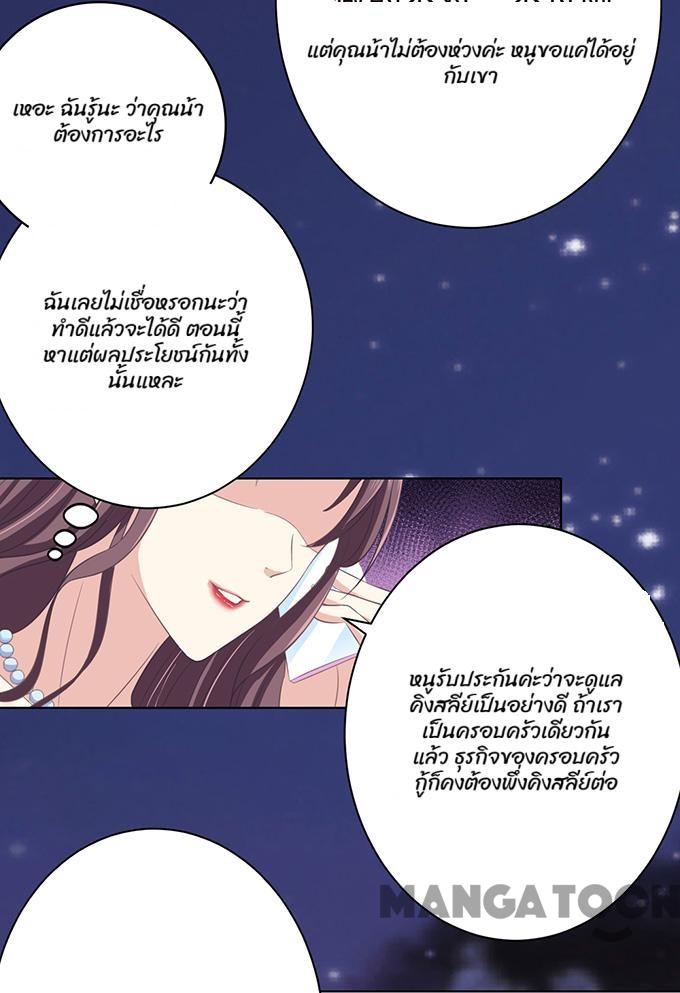 แต่คุณน้าไม่ต้องห่วงค่ะ หนูขอแค่ได้อยู่
กับเขา
เหอะ ฉันรู้นะ ว่าคุณน้า
ต้องการอะไร
ฉันเลยไม่เชื่อหรอกนะว่า
ทำดีแล้วจะได้ดี ตอนนี้
หาแต่ผลประโยชน์กันทั้ง
นั้นแหละ
หนูรับประกันค่ะว่าจะดูแล
คิงสลีย์เป็นอย่างดี ถ้าเรา
เป็นครอบครัวเดียวกัน
แล้ว ธุรกิจของครอบครัว
กู้ก็คงต้องพึ่งคิงสลีย์ต่อ
MANGATOON